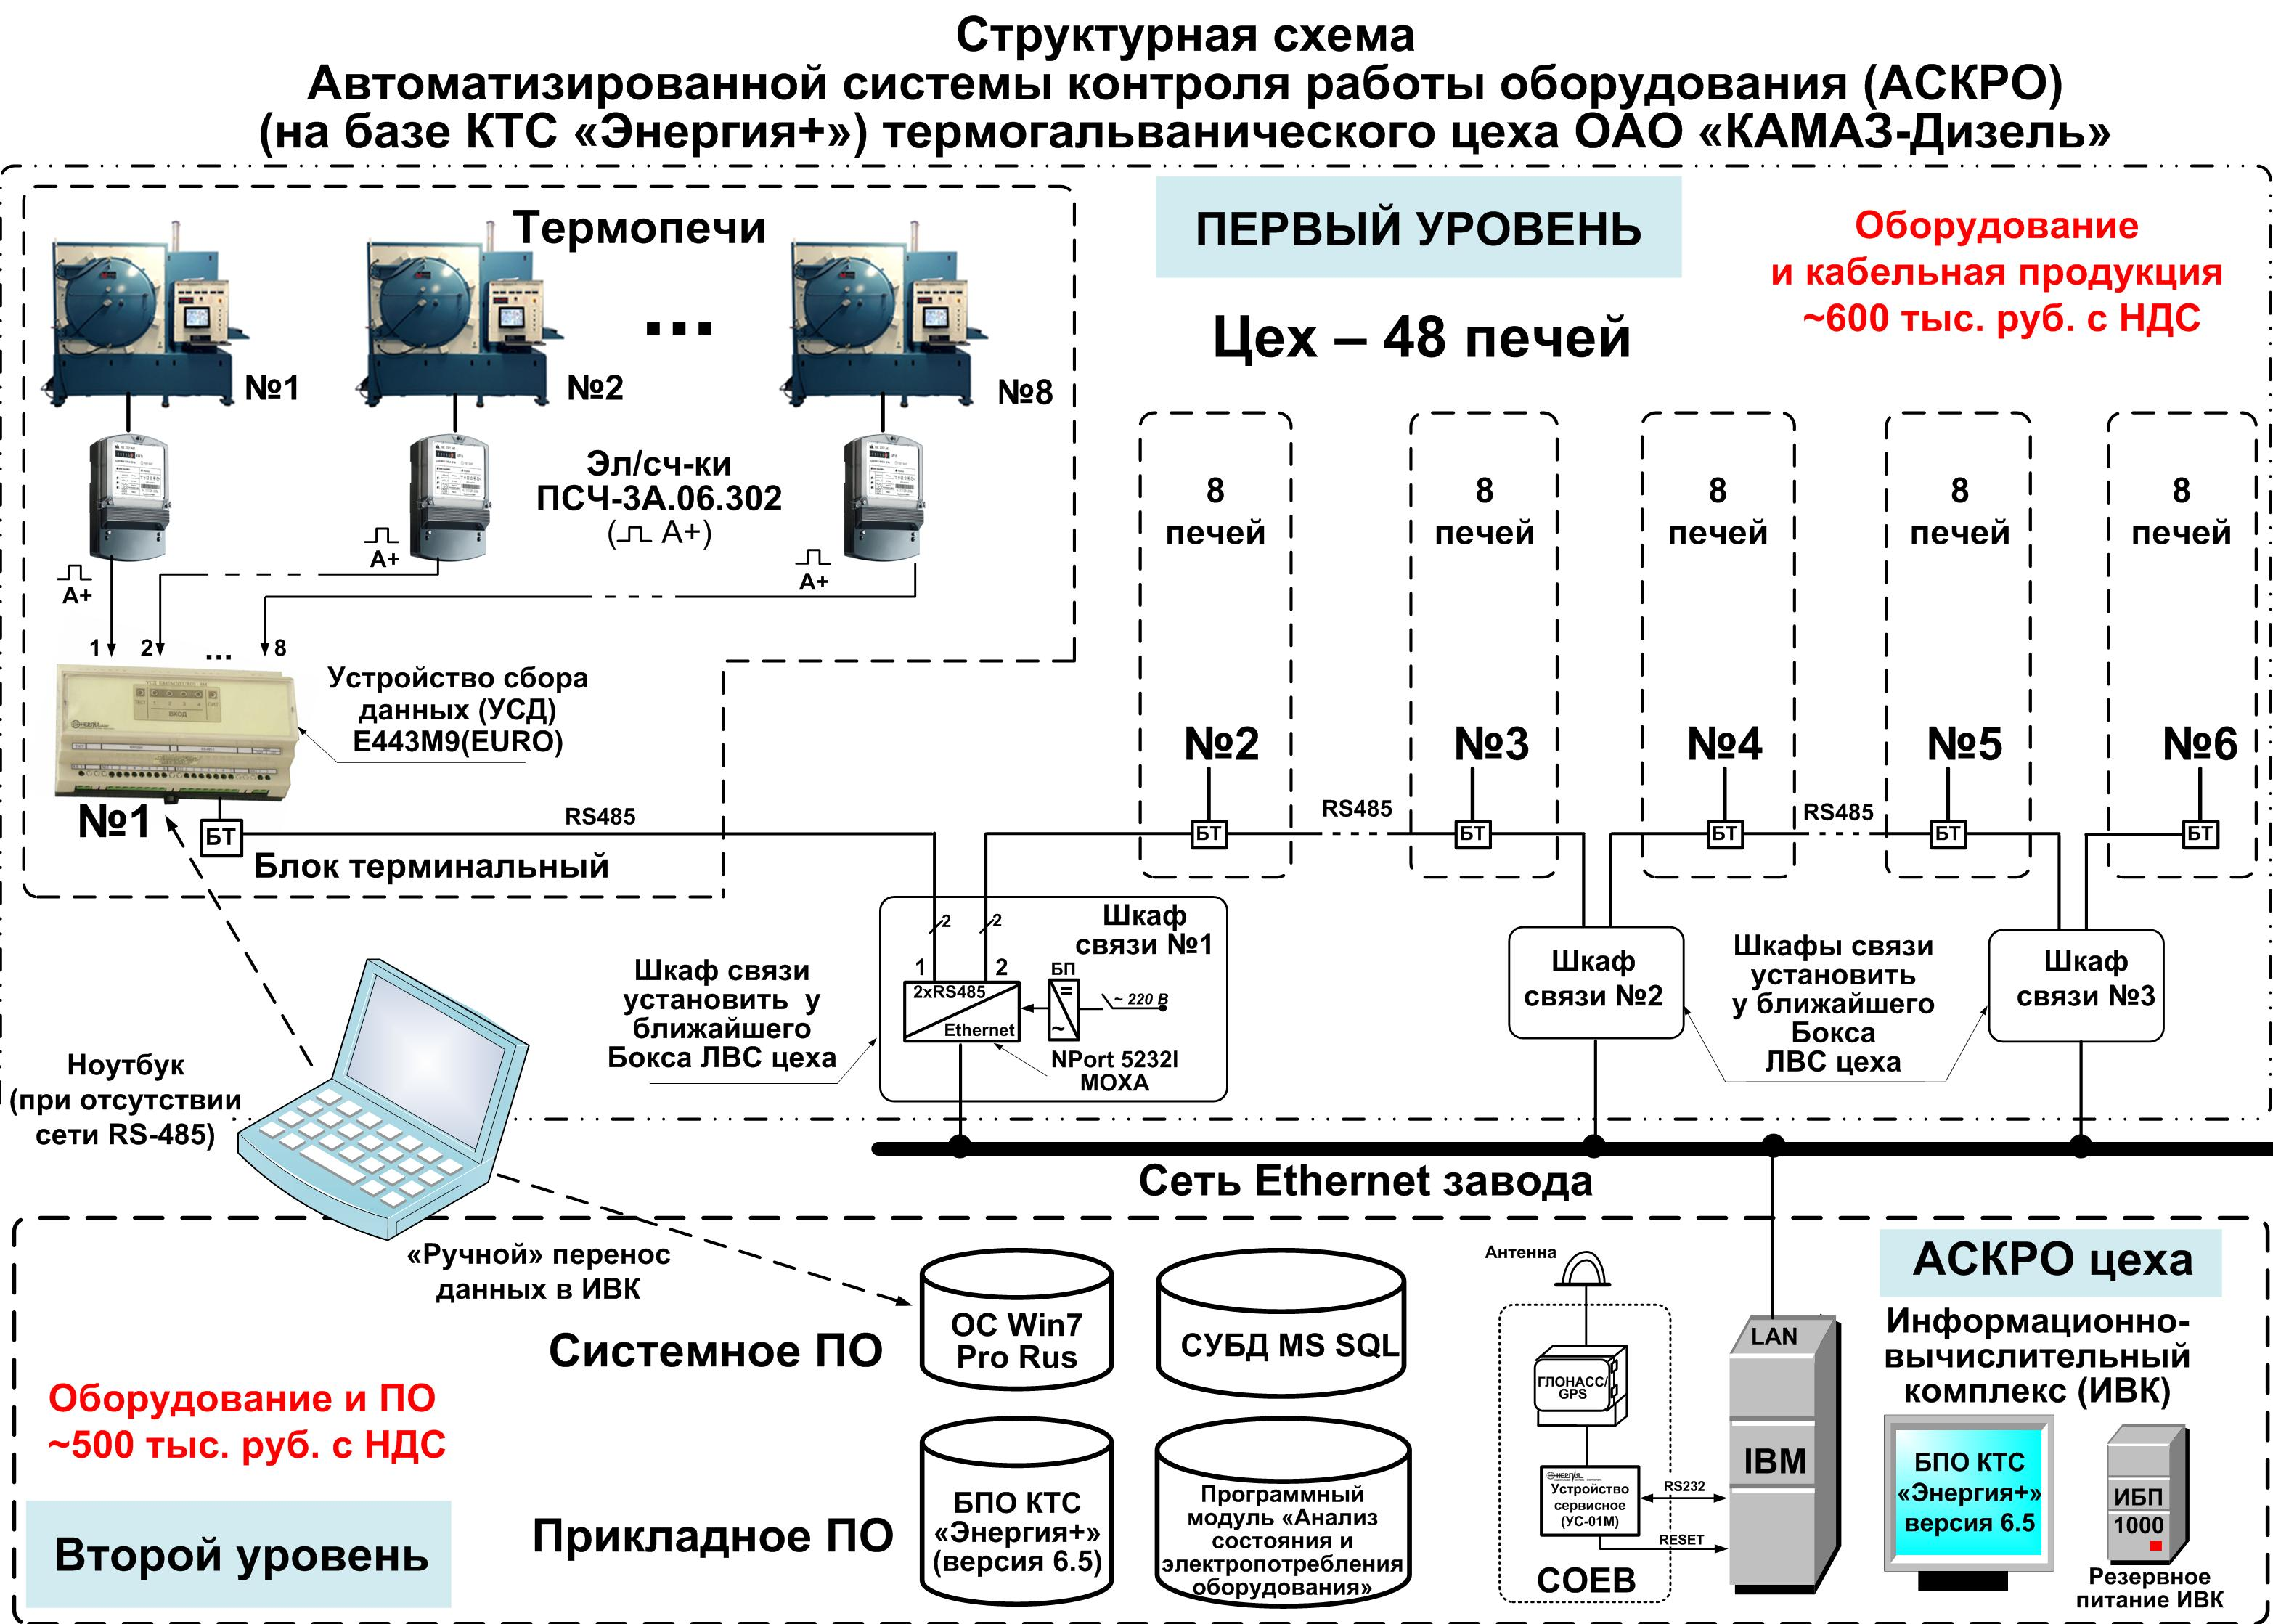 Структурная схема
Автоматизированной системы контроля работы оборудования (АСКРО)
(на базе КТС «Энергия+») термогальванического цеха ОАО «КАМАЗ-Дизель»
Термопечи
ПЕРВЫЙ УРОВЕНЬ
Оборудование
и кабельная продукция
~600 тыс. руб. с НДС
Цех – 48 печей
...
№1
№2
№8
Эл/сч-ки
ПСЧ-3А.06.302
( А+)
А+
А+
А+
1
2
...
8
ВХОД
Устройство сбора
данных (УСД)
Е443М9(EURO)
№1
БТ
Блок терминальный
RS485
8
печей
8
печей
8
печей
8
печей
8
печей
№2
№3
№4
№5
№6
БТ
RS485
БТ
БТ
RS485
БТ
БТ
Шкаф
связи №1
2
2
1
2
БП
2xRS485
Ethernet
=
~
~ 220 В
NPort 5232I
MOXA
Шкаф связи
установить у
ближайшего
Бокса ЛВС цеха
Шкаф
связи №2
Шкафы связи
установить
у ближайшего
Бокса
ЛВС цеха
Шкаф
связи №3
Ноутбук
(при отсутствии
сети RS-485)
Сеть Ethernet завода
«Ручной» перенос
данных в ИВК
Системное ПО
ОС Win7
Pro Rus
СУБД MS SQL
Антенна
ГЛОНАСС/
GPS
Устройство
сервисное
(УС-01М)
RS232
RESET
СОЕВ
LAN
IBM
АСКРО цеха
Информационно-
вычислительный
комплекс (ИВК)
БПО КТС
«Энергия+»
версия 6.5
ИБП
1000
Резервное
питание ИВК
Оборудование и ПО
~500 тыс. руб. с НДС
Второй уровень
Прикладное ПО
БПО КТС
«Энергия+»
(версия 6.5)
Программный
модуль «Анализ
состояния и
электропотребления
оборудования»